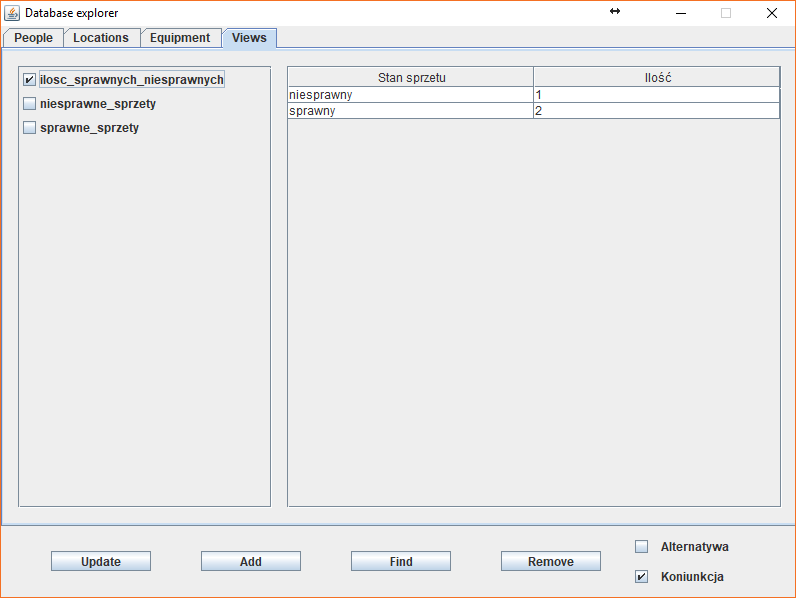 Database explorer
People Locations Equipment Views
ilosc_sprawnych_niesprawnych
niesprawne_sprzety
sprawne_sprzety
Stan sprzetu Ilość
niesprawny 1
sprawny 2
Update Add Find Remove
Alternatywa
Koniunkcja